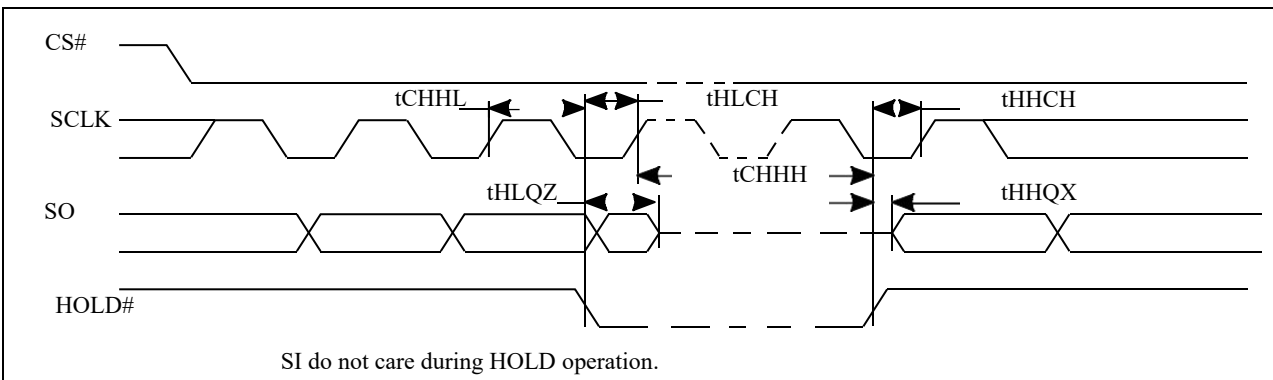 CS#
tCHHL
tHLCH
tHHCH
SCLK
tCHHH
tHLQZ
tHHQX
SO
HOLD#
SI do not care during HOLD operation.